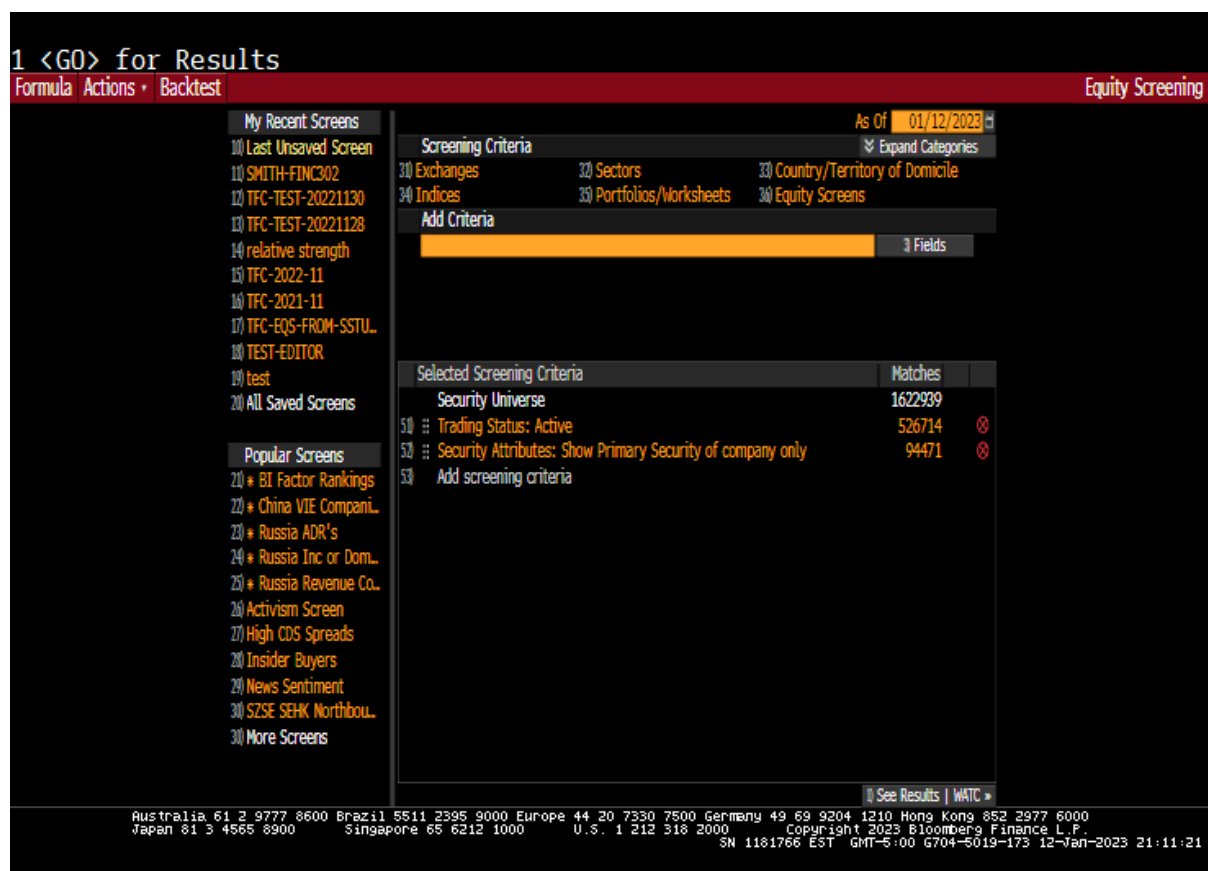 1 <GO> for Results
Formula Actions Backtest Equity Screening
My Recent Screens
10) Last Unsaved Screen
11) SMITH-FINC302
12) TFC-TEST-20221130
13) TFC-TEST-20221128
14) relative strength
15) TFC-2022-11
16) TFC-2021-11
17) TFC-EQS-FROM-SSTU…
18) TEST-EDITOR
19) test
20) All Saved Screens
Popular Screens
21) * BI Factor Rankings
22) * China VIE Compani…
23) * Russia ADR's
24) * Russia Inc or Dom…
25) * Russia Revenue Co…
26) Activism Screen
27) High CDS Spreads
28) Insider Buyers
29) News Sentiment
30) SZSE SEHK Northbou…
30) More Screens
As Of 01/12/2023
Screening Criteria Expand Categories
31) Exchanges 32) Sectors 33) Country/Territory of Domicile
34) Indices 35) Portfolios/Worksheets 36) Equity Screens
Add Criteria
3) Fields
Selected Screening Criteria Matches
Security Universe 1622939
51) Trading Status: Active 526714
52) Security Attributes: Show Primary Security of company only 94471
53) Add screening criteria
1) See Results | WATC »
Australia 61 2 9777 8600 Brazil 5511 2395 9000 Europe 44 20 7330 7500 Germany 49 69 9204 1210 Hong Kong 852 2977 6000
Japan 81 3 4565 8900 Singapore 65 6212 1000 U.S. 1 212 318 2000 Copyright 2023 Bloomberg Finance L.P.
SN 1181766 EST GMT-5:00 G704-5019-173 12-Jan-2023 21:11:21